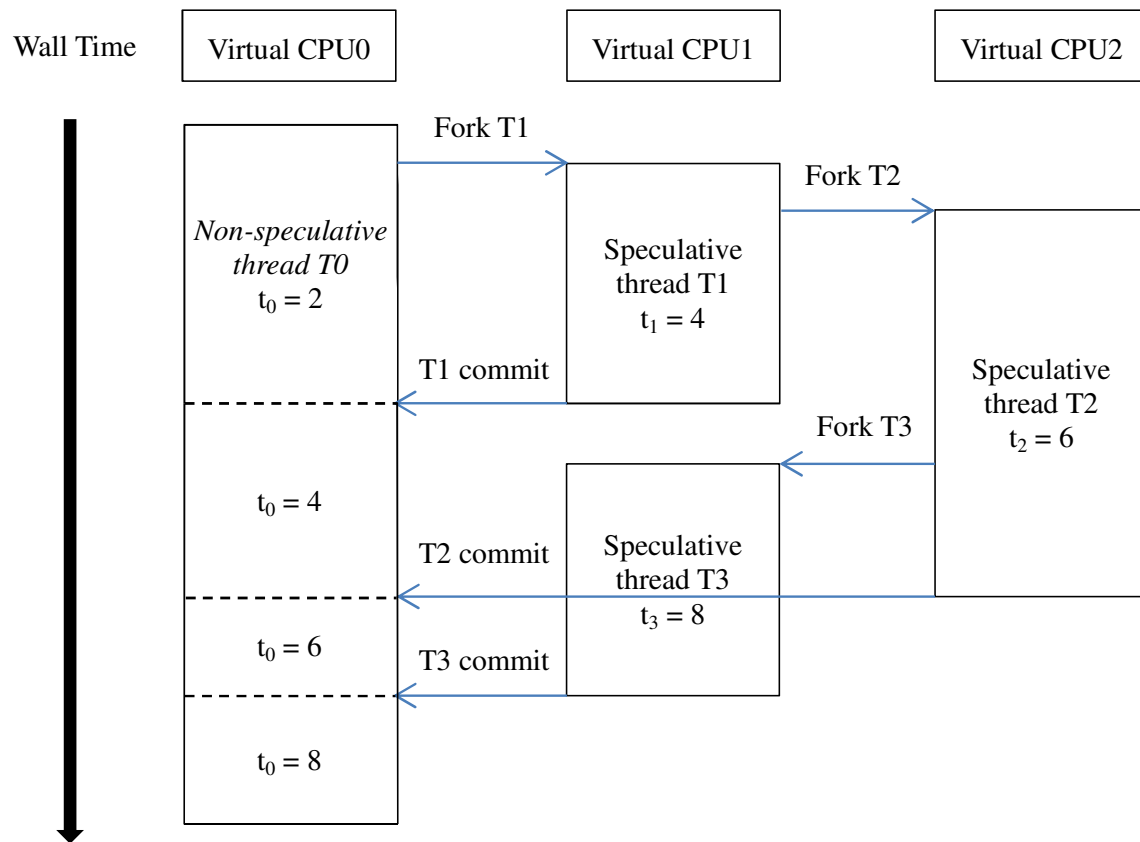 Wall Time
Virtual CPU0
Virtual CPU1
Virtual CPU2
Fork T1
Fork T2
Non-speculative
thread T0
t₀ = 2
Speculative
thread T1
t₁ = 4
T1 commit
Speculative
thread T2
t₂ = 6
Fork T3
t₀ = 4
T2 commit
Speculative
thread T3
t₃ = 8
t₀ = 6
T3 commit
t₀ = 8